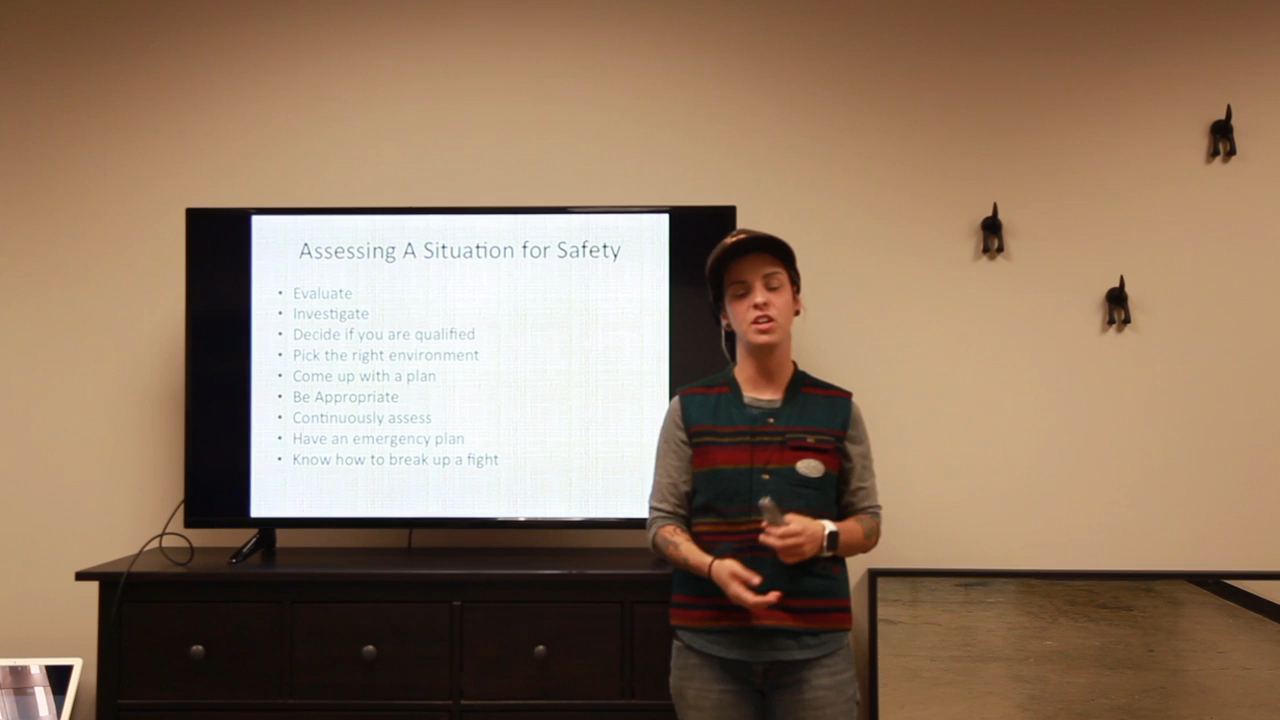 Assessing A Situation for Safety
• Evaluate
• Investigate
• Decide if you are qualified
• Pick the right environment
• Come up with a plan
• Be Appropriate
• Continuously assess
• Have an emergency plan
• Know how to break up a fight